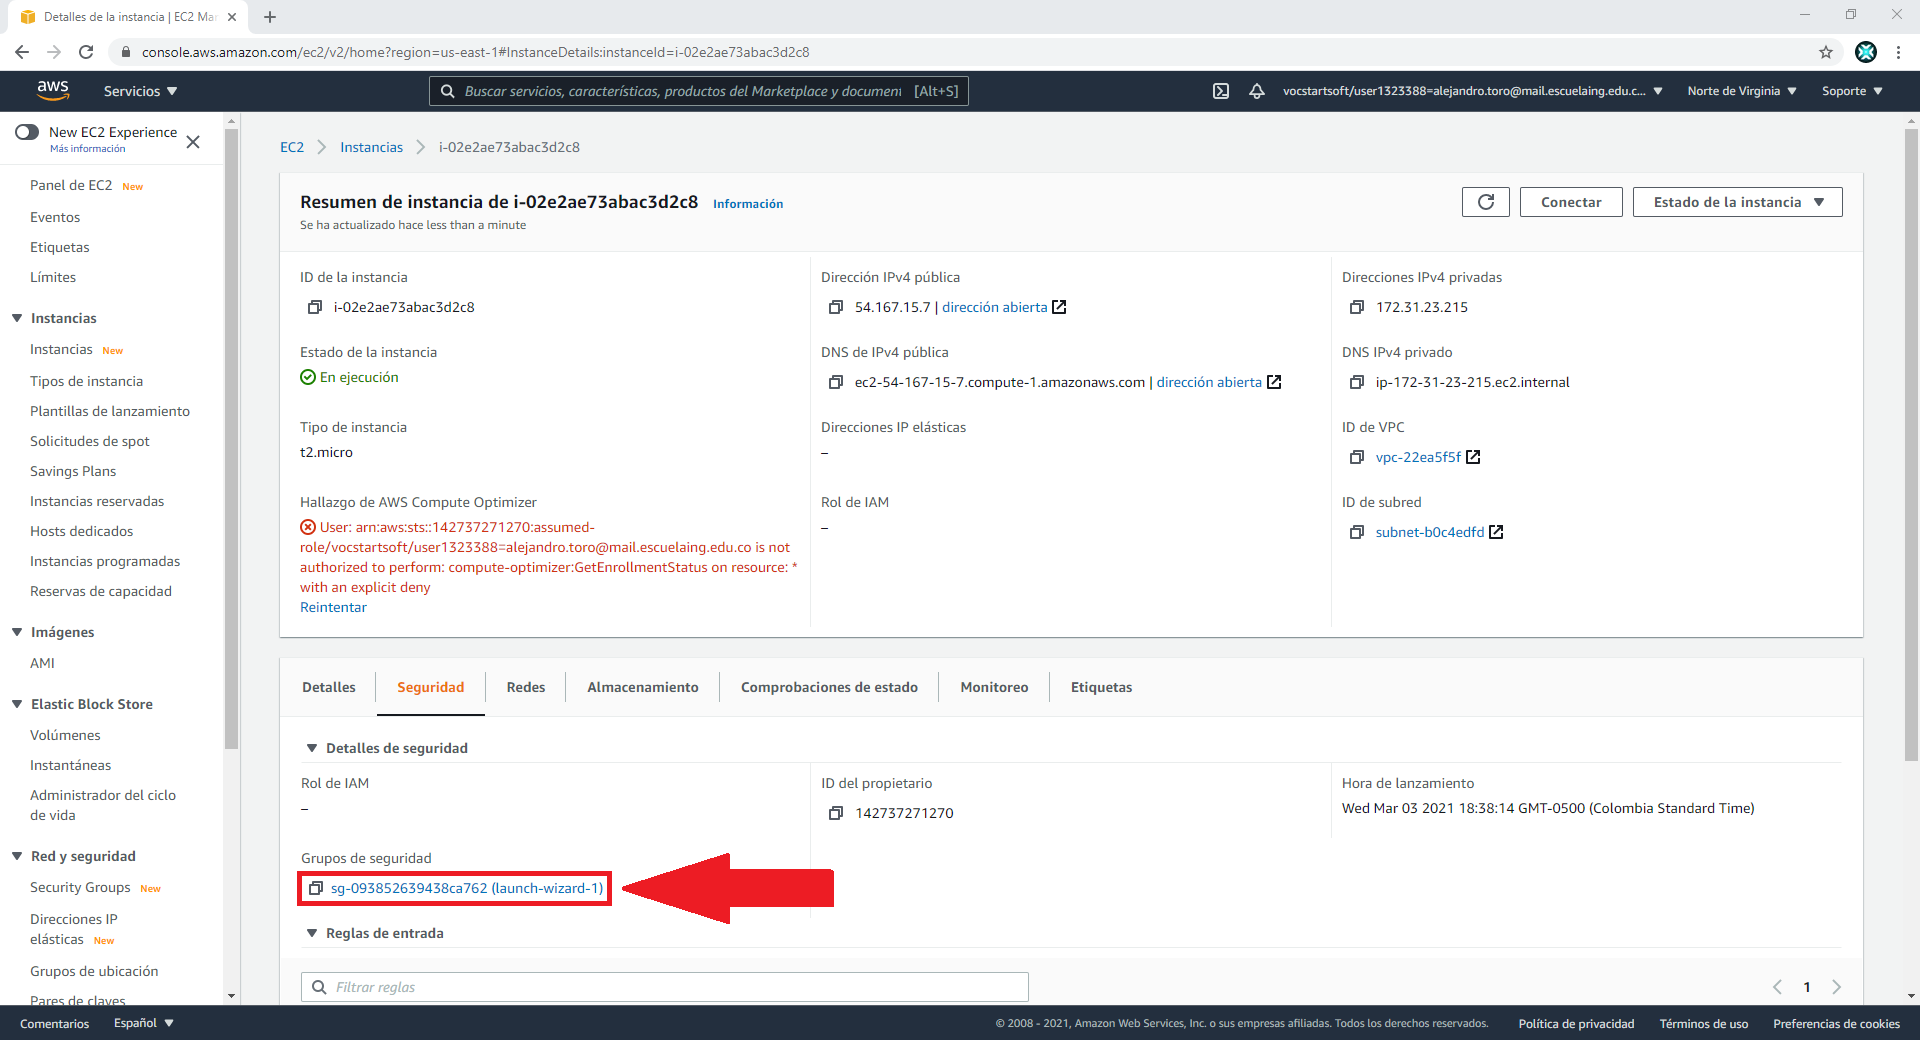 Detalles de la instancia | EC2 Ma
console.aws.amazon.com/ec2/v2/home?region=us-east-1#InstanceDetails:instanceId=i-02e2ae73abac3d2c8
aws
Servicios
Buscar servicios, características, productos del Marketplace y document
[Alt+S]
vocstartsoft/user1323388=alejandro.toro@mail.escuelaing.edu.c...
Norte de Virginia
Soporte
New EC2 Experience
Más información
Panel de EC2 New
Eventos
Etiquetas
Límites
Instancias
Instancias New
Tipos de instancia
Plantillas de lanzamiento
Solicitudes de spot
Savings Plans
Instancias reservadas
Hosts dedicados
Instancias programadas
Reservas de capacidad
Imágenes
AMI
Elastic Block Store
Volúmenes
Instantáneas
Administrador del ciclo
de vida
Red y seguridad
Security Groups New
Direcciones IP
elásticas New
Grupos de ubicación
Pares de claves
EC2
Instancias
i-02e2ae73abac3d2c8
Resumen de instancia de i-02e2ae73abac3d2c8 Información
Se ha actualizado hace less than a minute
Conectar
Estado de la instancia
ID de la instancia
i-02e2ae73abac3d2c8
Estado de la instancia
En ejecución
Tipo de instancia
t2.micro
Hallazgo de AWS Compute Optimizer
User: arn:aws:sts::142737271270:assumed-
role/vocstartsoft/user1323388=alejandro.toro@mail.escuelaing.edu.co is not
authorized to perform: compute-optimizer:GetEnrollmentStatus on resource: *
with an explicit deny
Reintentar
Dirección IPv4 pública
54.167.15.7 | dirección abierta
DNS de IPv4 pública
ec2-54-167-15-7.compute-1.amazonaws.com | dirección abierta
Direcciones IP elásticas
–
Rol de IAM
–
Direcciones IPv4 privadas
172.31.23.215
DNS IPv4 privado
ip-172-31-23-215.ec2.internal
ID de VPC
vpc-22ea5f5f
ID de subred
subnet-b0c4edfd
Detalles
Seguridad
Redes
Almacenamiento
Comprobaciones de estado
Monitoreo
Etiquetas
Detalles de seguridad
Rol de IAM
–
ID del propietario
142737271270
Hora de lanzamiento
Wed Mar 03 2021 18:38:14 GMT-0500 (Colombia Standard Time)
Grupos de seguridad
sg-093852639438ca762 (launch-wizard-1)
Reglas de entrada
Filtrar reglas
1
Comentarios
Español
© 2008 - 2021, Amazon Web Services, Inc. o sus empresas afiliadas. Todos los derechos reservados.
Política de privacidad
Términos de uso
Preferencias de cookies